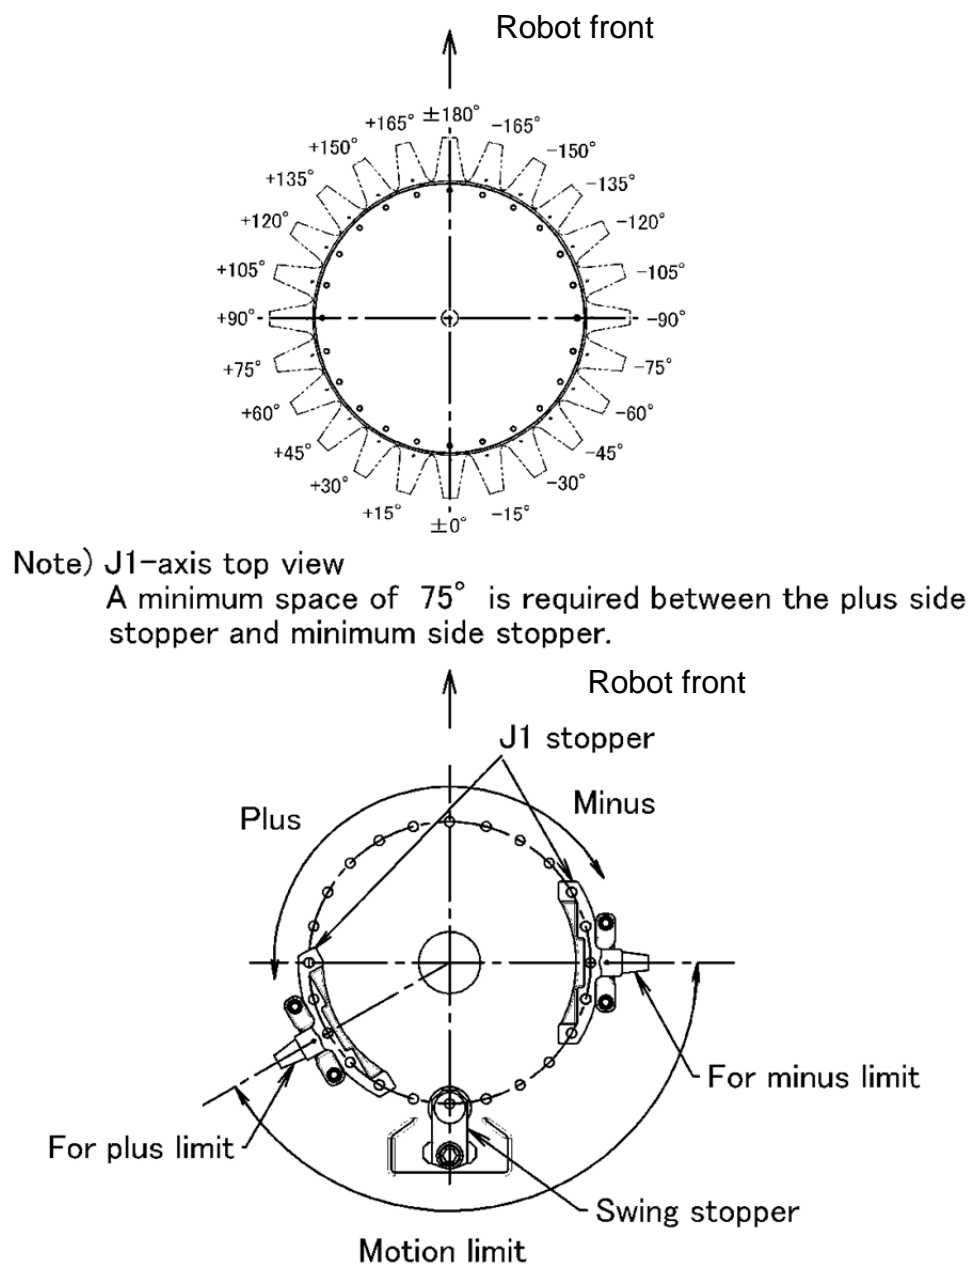 Robot front
±180°
+165°
-165°
+150°
-150°
+135°
-135°
+120°
-120°
+105°
-105°
+90°
-90°
+75°
-75°
+60°
-60°
+45°
-45°
+30°
-30°
+15°
-15°
±0°
Note) J1-axis top view
A minimum space of 75° is required between the plus side
stopper and minimum side stopper.
Robot front
J1 stopper
Plus
Minus
For minus limit
For plus limit
Swing stopper
Motion limit